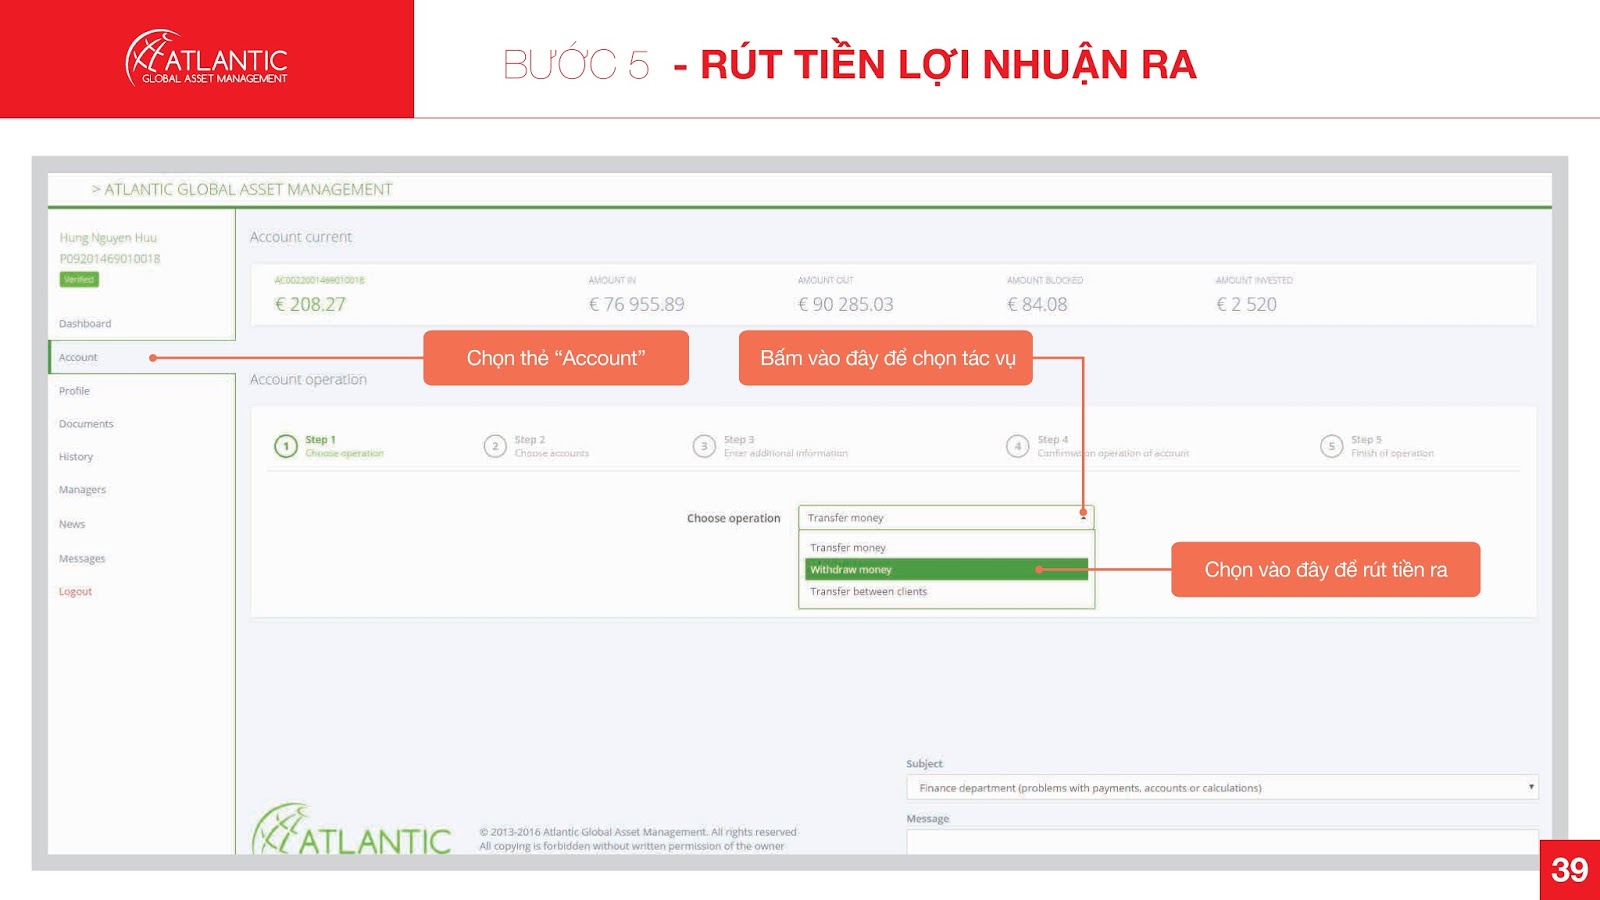 ATLANTIC
GLOBAL ASSET MANAGEMENT
BƯỚC 5 - RÚT TIỀN LỢI NHUẬN RA
> ATLANTIC GLOBAL ASSET MANAGEMENT
Hung Nguyen Huu
P09201469010018
Verified
Dashboard
Account
Profile
Documents
History
Managers
News
Messages
Logout
Account current
AC0022001469010018
€ 208.27
AMOUNT IN
€ 76 955.89
AMOUNT OUT
€ 90 285.03
AMOUNT BLOCKED
€ 84.08
AMOUNT INVESTED
€ 2 520
Chọn thẻ “Account”
Bấm vào đây để chọn tác vụ
Account operation
1 Step 1
Choose operation
2 Step 2
Choose accounts
3 Step 3
Enter additional information
4 Step 4
Confirmation operation of account
5 Step 5
Finish of operation
Choose operation
Transfer money
Transfer money
Withdraw money
Transfer between clients
Chọn vào đây để rút tiền ra
Subject
Finance department (problems with payments, accounts or calculations)
Message
ATLANTIC
© 2013-2016 Atlantic Global Asset Management. All rights reserved
All copying is forbidden without written permission of the owner
39